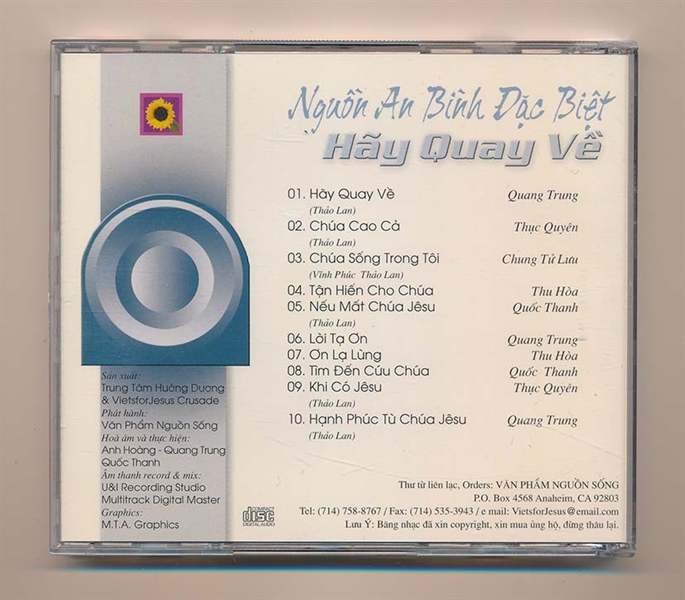 Nguồn An Bình Đặc Biệt
Hãy Quay Về
01. Hãy Quay Về Quang Trung
(Thảo Lan)
02. Chúa Cao Cả Thục Quyên
(Thảo Lan)
03. Chúa Sống Trong Tôi Chung Tử Lưu
(Vĩnh Phúc Thảo Lan)
04. Tận Hiến Cho Chúa Thu Hòa
05. Nếu Mất Chúa Jêsu Quốc Thanh
(Thảo Lan)
06. Lời Tạ Ơn Quang Trung
07. Ơn Lạ Lùng Thu Hòa
08. Tìm Đến Cứu Chúa Quốc Thanh
09. Khi Có Jêsu Thục Quyên
(Thảo Lan)
10. Hạnh Phúc Từ Chúa Jêsu Quang Trung
(Thảo Lan)
Sản xuất:
Trung Tâm Hướng Dương
& VietsforJesus Crusade
Phát hành:
Văn Phẩm Nguồn Sống
Hoà âm và thực hiện:
Anh Hoàng - Quang Trung
Quốc Thanh
Âm thanh record & mix:
U&I Recording Studio
Multitrack Digital Master
Graphics:
M.T.A. Graphics
COMPACT
disc
DIGITAL AUDIO
Thư từ liên lạc, Orders: VĂN PHẨM NGUỒN SỐNG
P.O. Box 4568 Anaheim, CA 92803
Tel: (714) 758-8767 / Fax: (714) 535-3943 / e mail: VietsforJesus@email.com
Lưu Ý: Băng nhạc đã xin copyright, xin mua ủng hộ, đừng thâu lại.